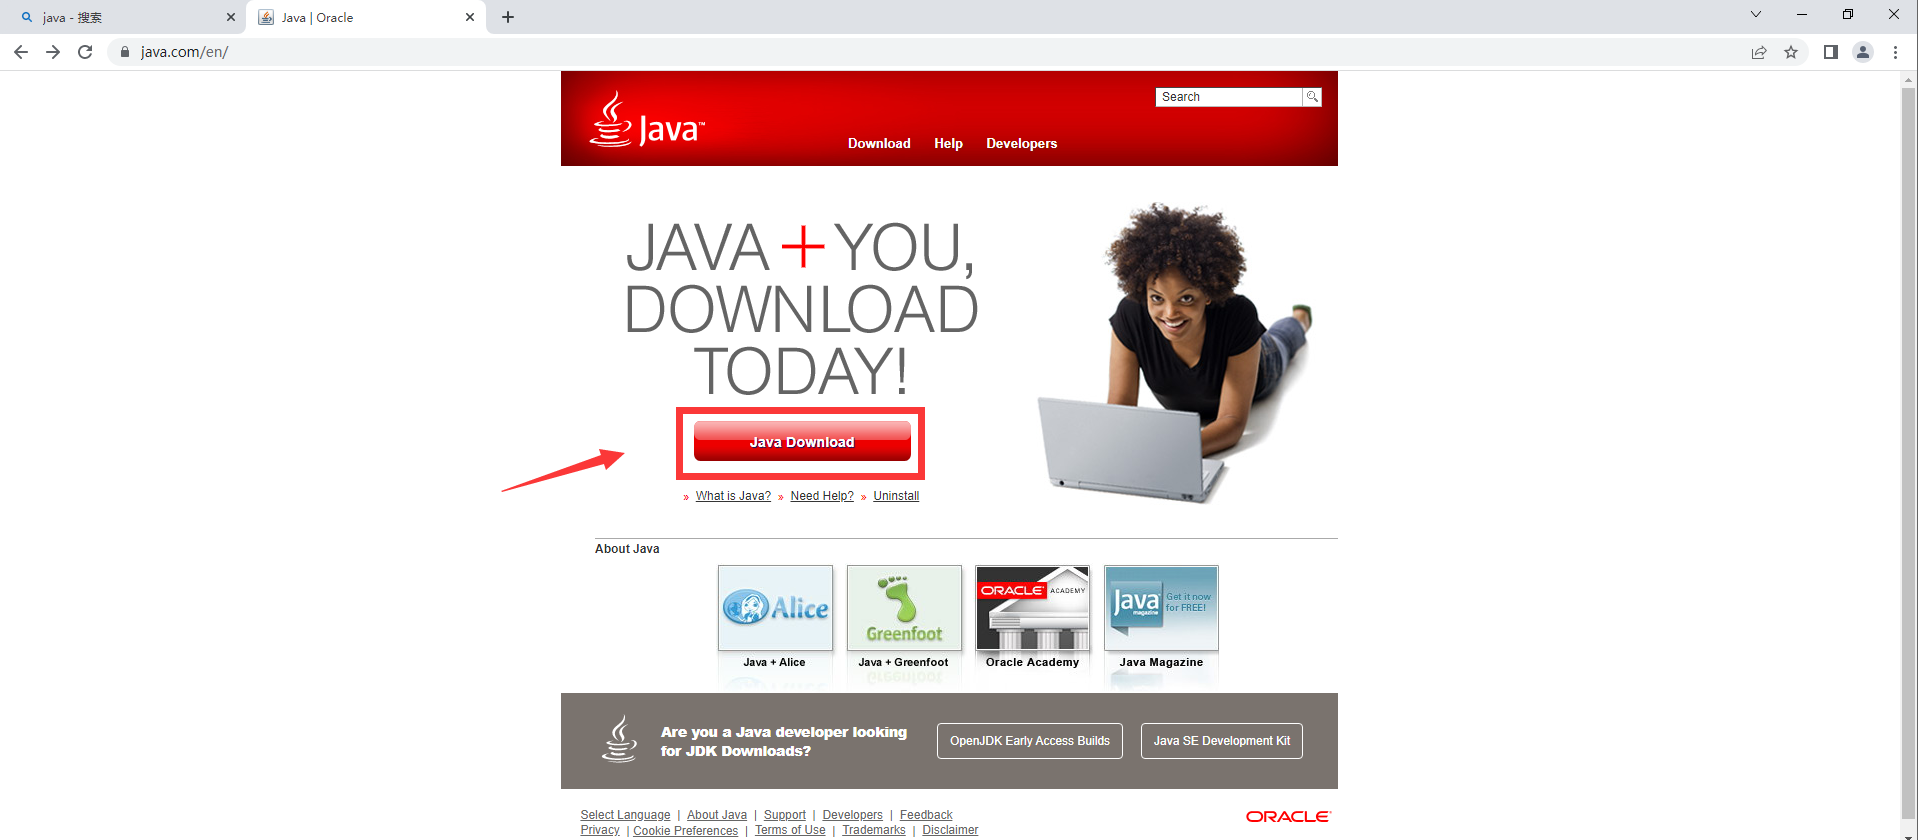 java - 搜索
Java | Oracle
java.com/en/
Java™
Search
Download Help Developers
JAVA + YOU,
DOWNLOAD
TODAY!
Java Download
» What is Java? » Need Help? » Uninstall
About Java
Alice
Greenfoot
ORACLE ACADEMY
Java magazine
Get it now
for FREE!
Java + Alice
Java + Greenfoot
Oracle Academy
Java Magazine
Are you a Java developer looking
for JDK Downloads?
OpenJDK Early Access Builds
Java SE Development Kit
Select Language | About Java | Support | Developers | Feedback
Privacy | Cookie Preferences | Terms of Use | Trademarks | Disclaimer
ORACLE